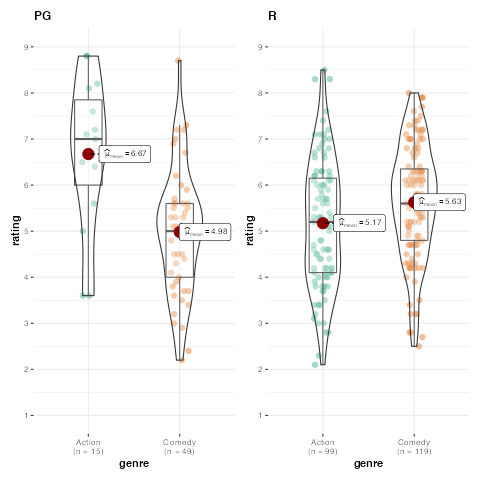 PG
R
9
8
7
6
5
4
3
2
1
rating
μ̂mean = 6.67
μ̂mean = 4.98
Action
(n = 15)
Comedy
(n = 49)
genre
9
8
7
6
5
4
3
2
1
rating
μ̂mean = 5.17
μ̂mean = 5.63
Action
(n = 99)
Comedy
(n = 119)
genre